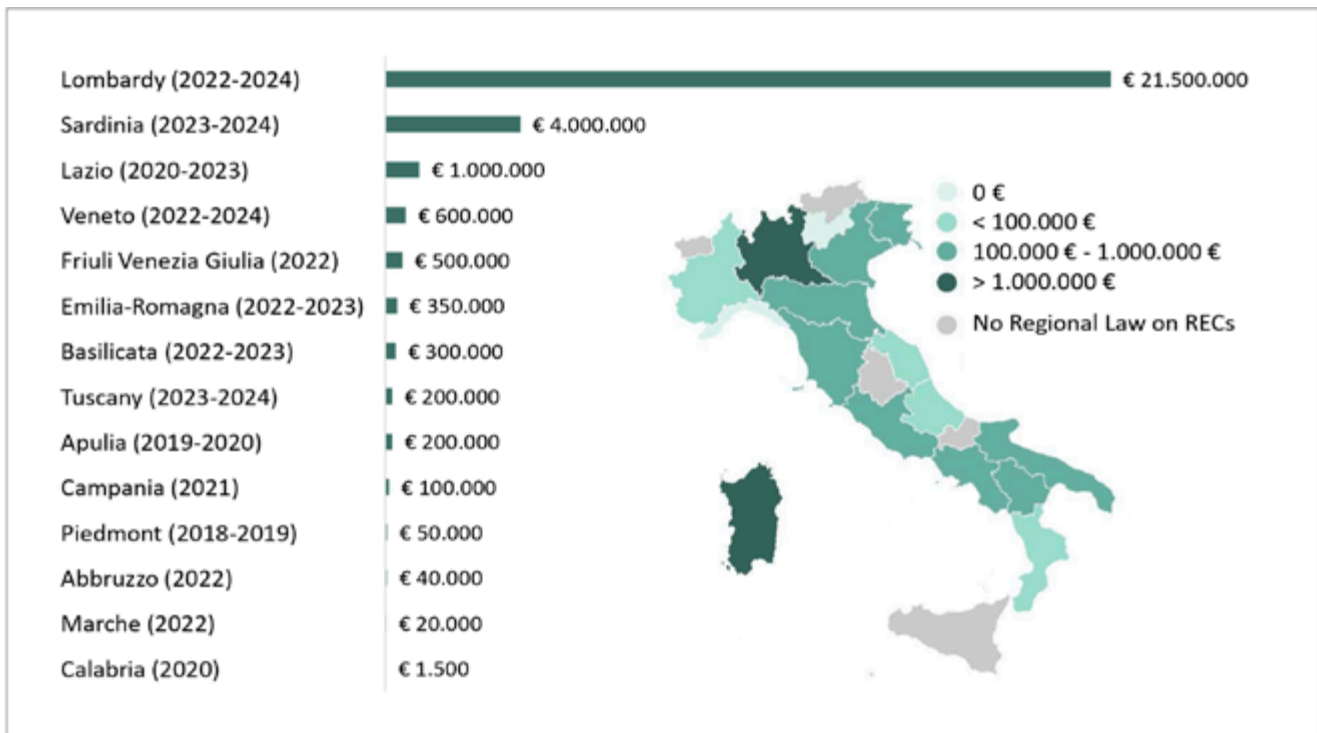 Lombardy (2022-2024) € 21.500.000
Sardinia (2023-2024) € 4.000.000
Lazio (2020-2023) € 1.000.000
Veneto (2022-2024) € 600.000
Friuli Venezia Giulia (2022) € 500.000
Emilia-Romagna (2022-2023) € 350.000
Basilicata (2022-2023) € 300.000
Tuscany (2023-2024) € 200.000
Apulia (2019-2020) € 200.000
Campania (2021) € 100.000
Piedmont (2018-2019) € 50.000
Abbruzzo (2022) € 40.000
Marche (2022) € 20.000
Calabria (2020) € 1.500
0 €
< 100.000 €
100.000 € - 1.000.000 €
> 1.000.000 €
No Regional Law on RECs